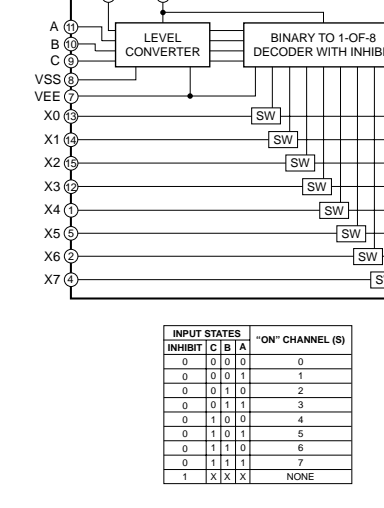 A 11
LEVEL
CONVERTER
BINARY TO 1-OF-8
DECODER WITH INHIBI
B 10
C 9
VSS 8
VEE 7
X0 13 SW
X1 14 SW
X2 15 SW
X3 12 SW
X4 1 SW
X5 5 SW
X6 2 SW
X7 4 S
INPUT STATES "ON" CHANNEL (S)
INHIBIT C B A
0 0 0 0 0
0 0 0 1 1
0 0 1 0 2
0 0 1 1 3
0 1 0 0 4
0 1 0 1 5
0 1 1 0 6
0 1 1 1 7
1 X X X NONE